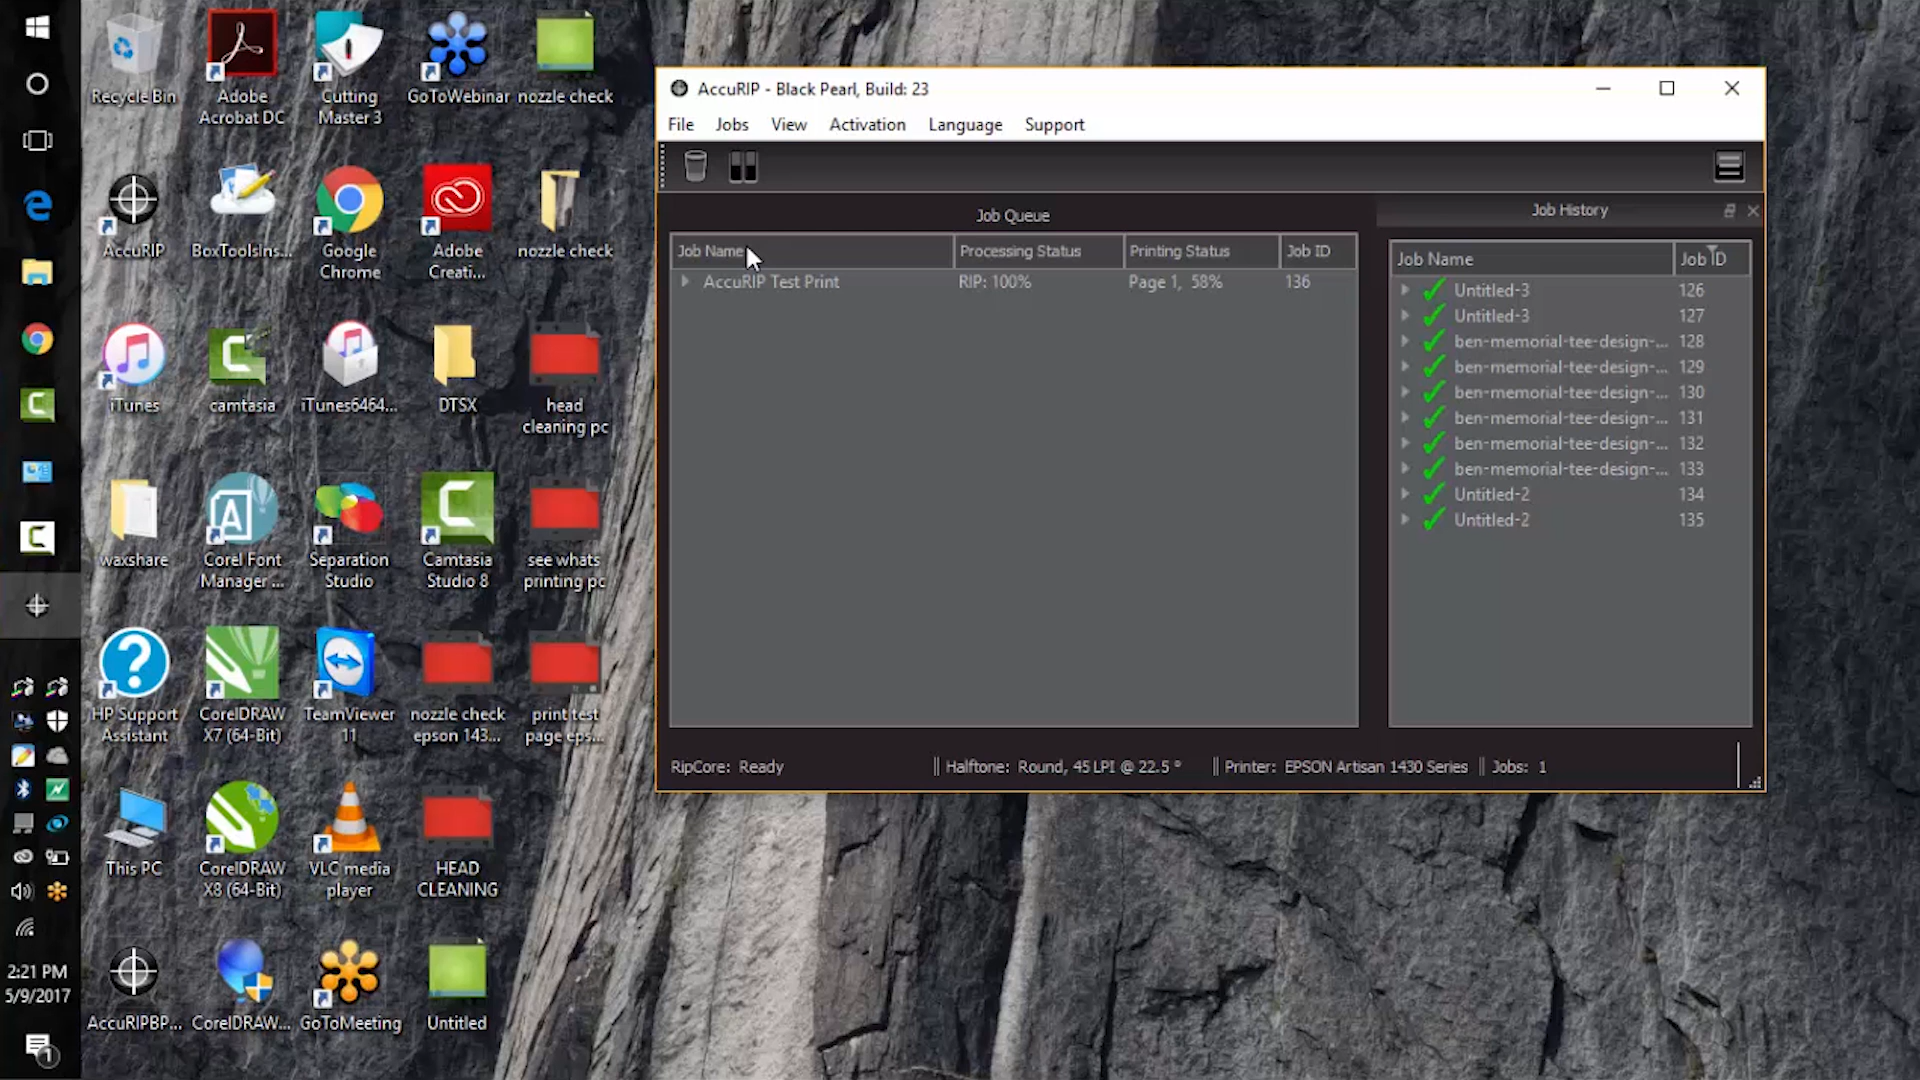 Recycle Bin
Adobe
Acrobat DC
Cutting
Master 3
GoToWebinar
nozzle check
AccuRIP
BoxToolsIns...
Google
Chrome
Adobe
Creati...
nozzle check
iTunes
camtasia
iTunes6464...
DTSX
head
cleaning pc
waxshare
Corel Font
Manager ...
Separation
Studio
Camtasia
Studio 8
see whats
printing pc
HP Support
Assistant
CorelDRAW
X7 (64-Bit)
TeamViewer
11
nozzle check
epson 143...
print test
page eps...
This PC
CorelDRAW
X8 (64-Bit)
VLC media
player
HEAD
CLEANING
2:21 PM
5/9/2017
1
AccuRIPBP...
CorelDRAW...
GoToMeeting
Untitled
AccuRIP - Black Pearl, Build: 23
File Jobs View Activation Language Support
Job Queue
Job Name Processing Status Printing Status Job ID
AccuRIP Test Print RIP: 100% Page 1, 58% 136
Job History
Job Name Job ID
Untitled-3 126
Untitled-3 127
ben-memorial-tee-design-... 128
ben-memorial-tee-design-... 129
ben-memorial-tee-design-... 130
ben-memorial-tee-design-... 131
ben-memorial-tee-design-... 132
ben-memorial-tee-design-... 133
Untitled-2 134
Untitled-2 135
RipCore: Ready Halftone: Round, 45 LPI @ 22.5 ° Printer: EPSON Artisan 1430 Series Jobs: 1